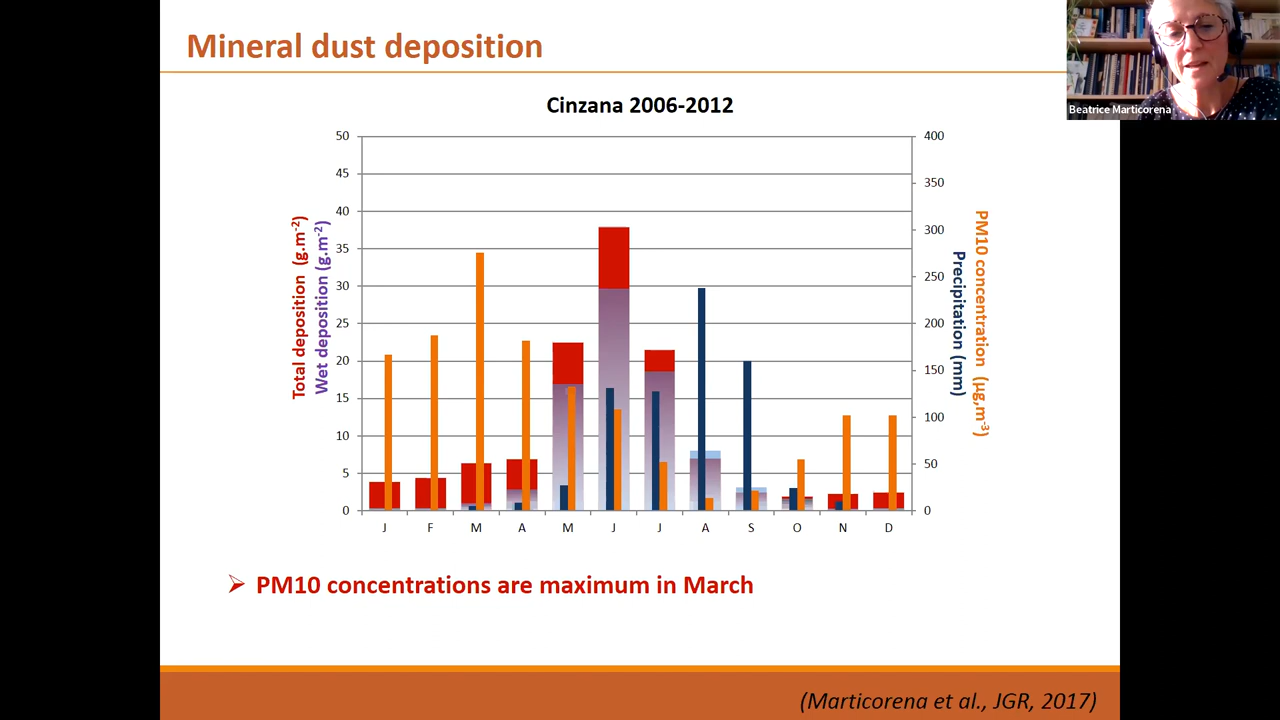 Mineral dust deposition
Beatrice Marticorena
Cinzana 2006-2012
Total deposition (g.m-2)
Wet deposition (g.m-2)
50
45
40
35
30
25
20
15
10
5
0
400
350
300
250
200
150
100
50
0
Precipitation (mm)
PM10 concentration (µg,m-3)
J F M A M J J A S O N D
➢ PM10 concentrations are maximum in March
(Marticorena et al., JGR, 2017)